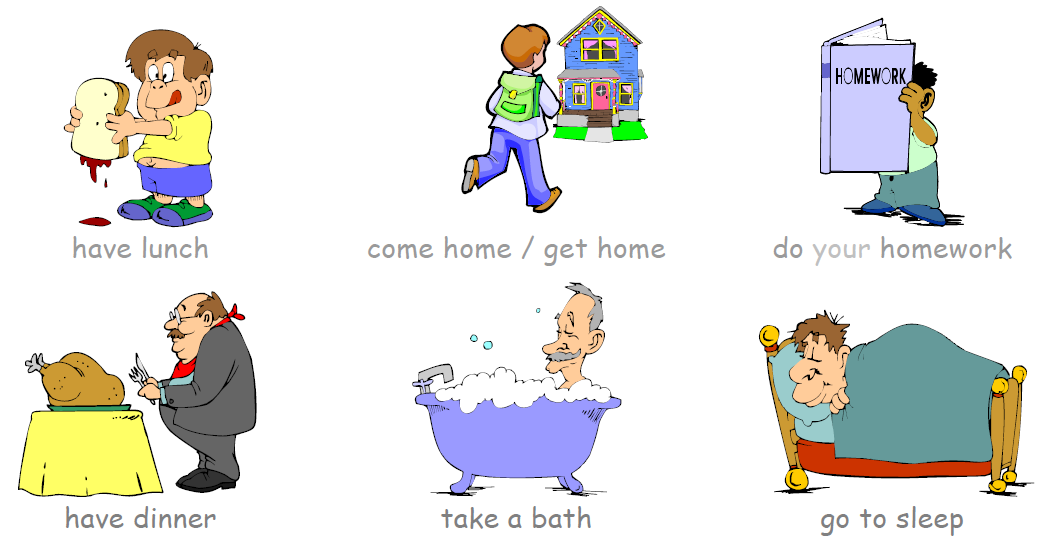 HOMEWORK
have lunch
come home / get home
do your homework
have dinner
take a bath
go to sleep